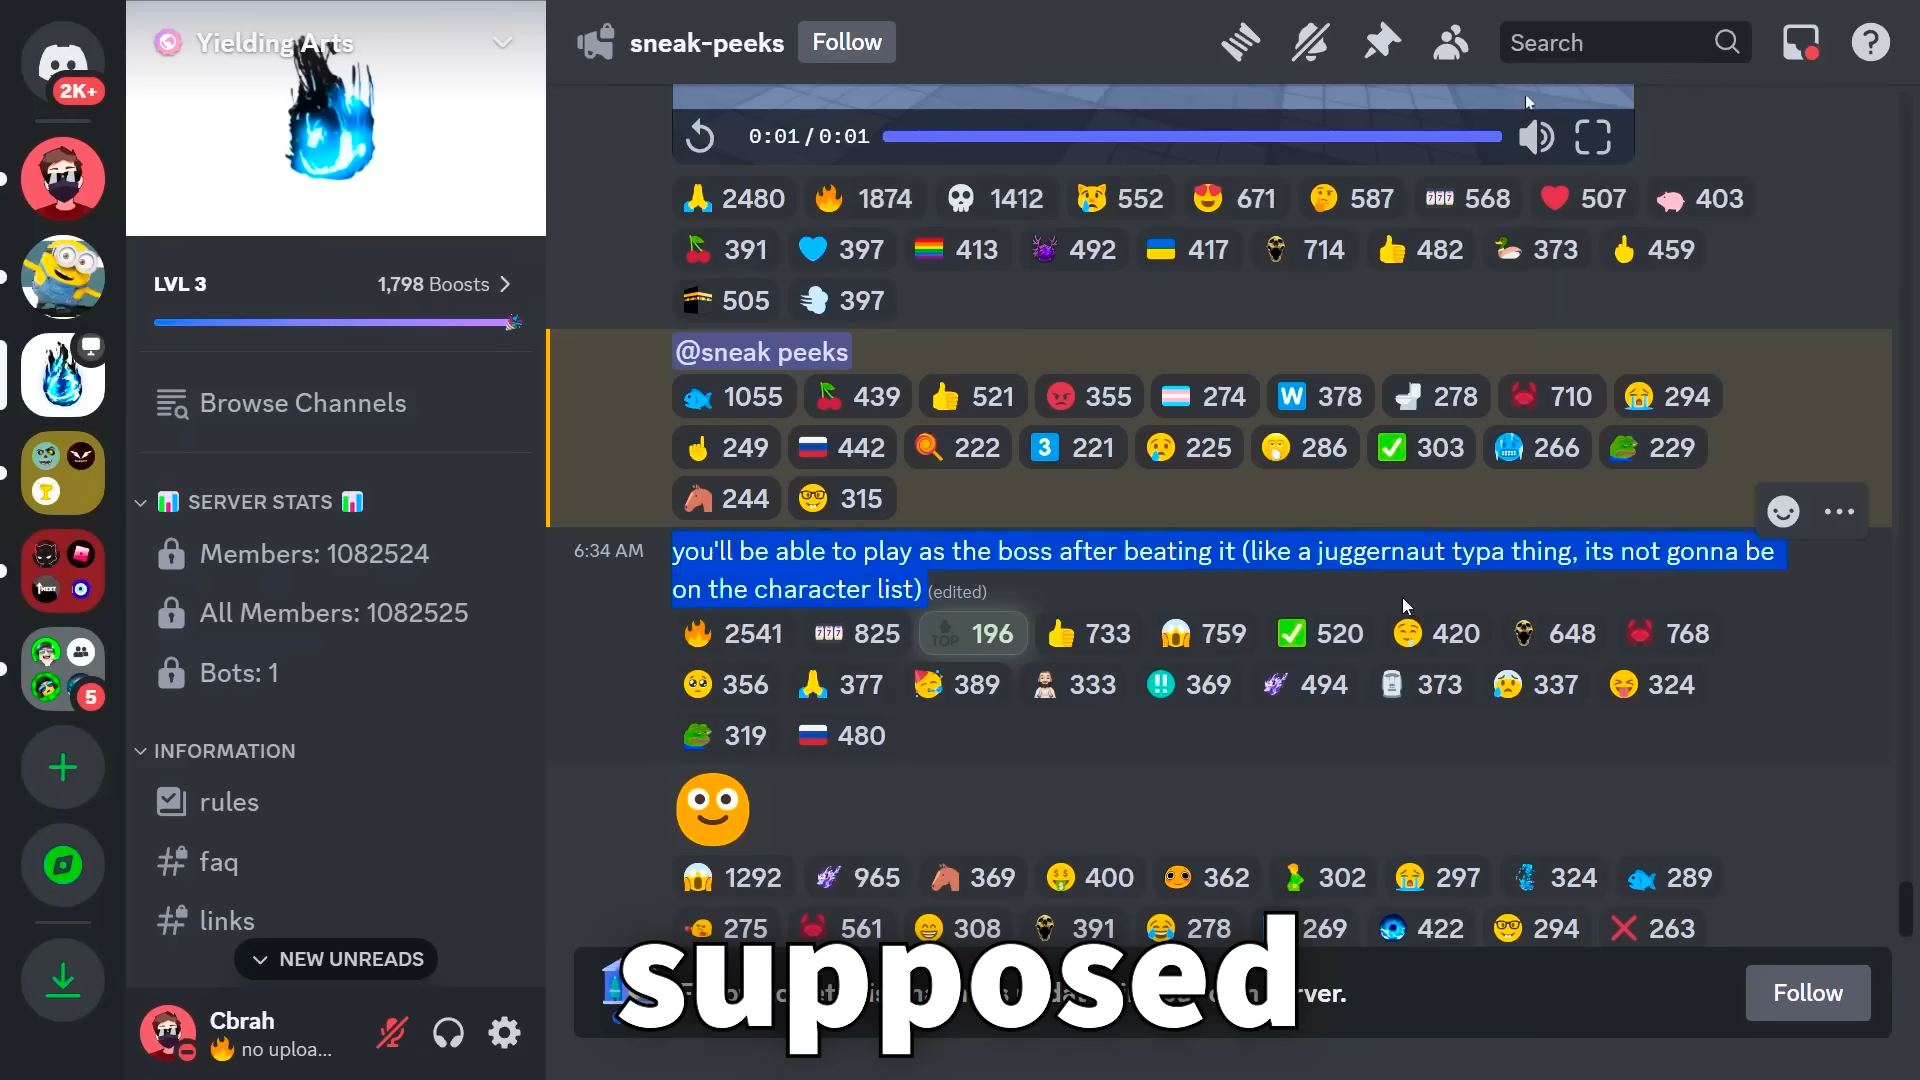 Yielding Arts
2K+
sneak-peeks
Follow
Search
0:01 / 0:01
2480 1874 1412 552 671 587 568 507 403
391 397 413 492 417 714 482 373 459
505 397
LVL 3
1,798 Boosts
@sneak peeks
1055 439 521 355 274 W 378 278 710 294
249 442 222 3 221 225 286 303 266 229
244 315
Browse Channels
SERVER STATS
Members: 1082524
All Members: 1082525
Bots: 1
6:34 AM
you'll be able to play as the boss after beating it (like a juggernaut typa thing, its not gonna be
on the character list) (edited)
2541 825 TOP 196 733 759 520 420 648 768
356 377 389 333 369 494 373 337 324
319 480
5
INFORMATION
rules
faq
links
1292 965 369 400 362 302 297 324 289
275 561 308 391 278 269 422 294 263
NEW UNREADS
supposed
Follow
Cbrah
no uploa...